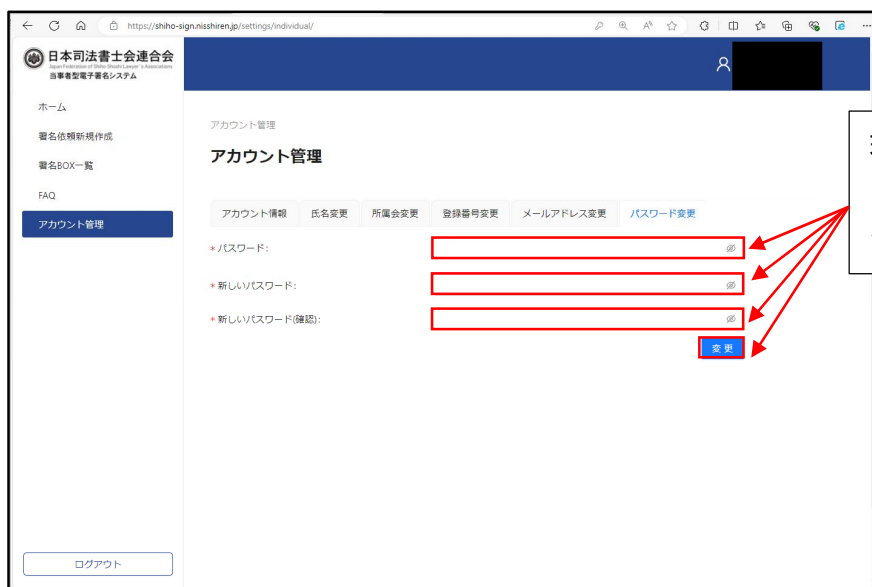 https://shiho-sign.nisshiren.jp/settings/individual/
日本司法書士会連合会
Japan Federation of Shiho-Shoshi Lawyer's Associations
当事者型電子署名システム
ホーム
署名依頼新規作成
署名BOX一覧
FAQ
アカウント管理
ログアウト
アカウント管理
アカウント管理
アカウント情報 氏名変更 所属会変更 登録番号変更 メールアドレス変更 パスワード変更
* パスワード:
* 新しいパスワード:
* 新しいパスワード(確認):
変更